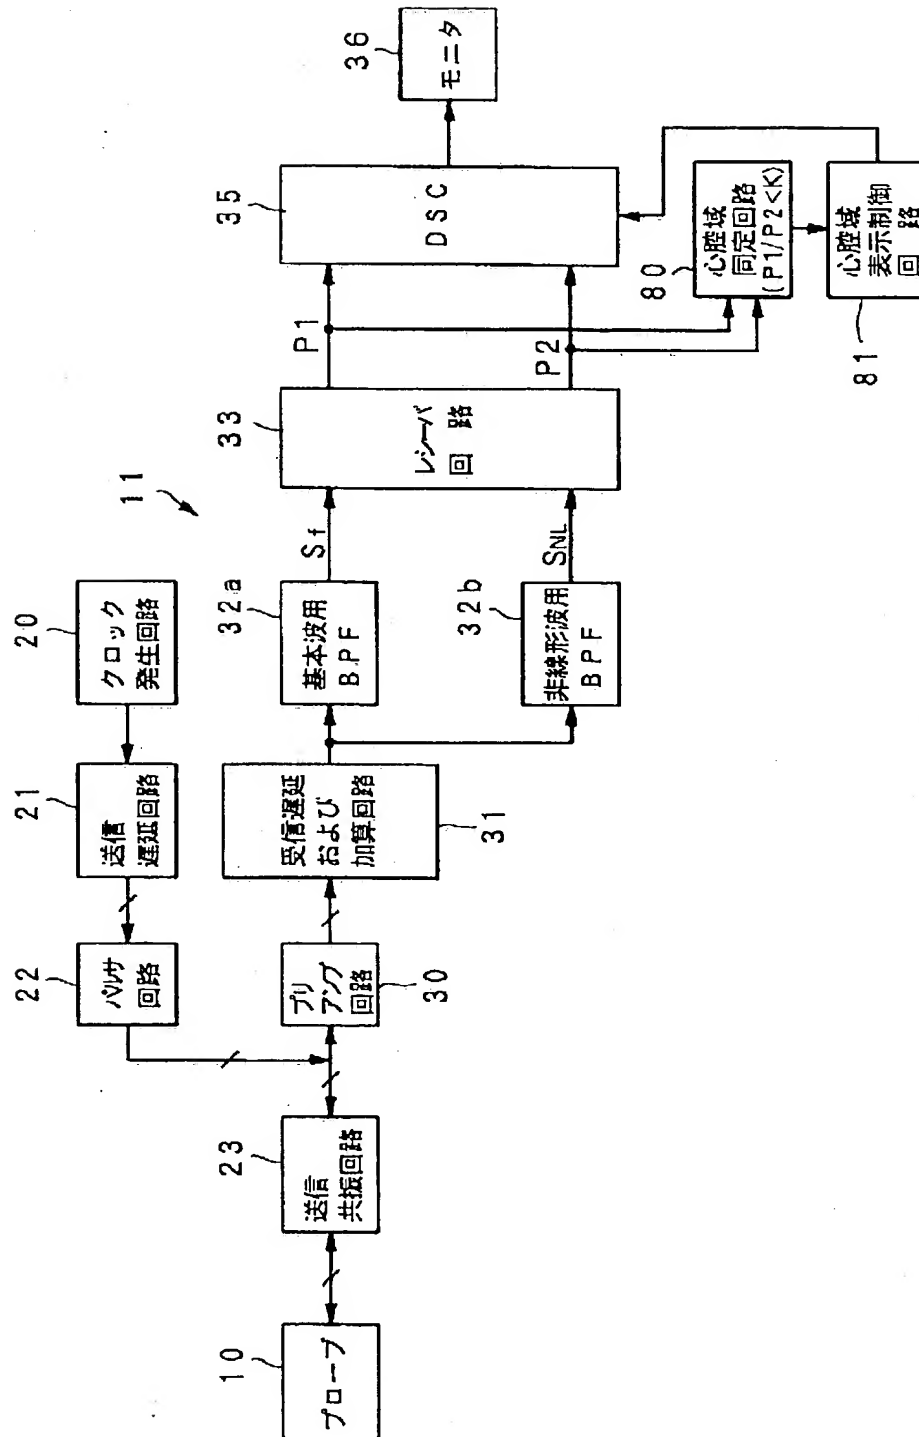 11
20
クロック
発生回路
21
送信
遅延回路
22
パルサ
回路
10
プローブ
23
送信
共振回路
30
プリ
アンプ
回路
31
受信遅延
および
加算回路
32a
基本波用
B.P.F
Sf
32b
非線形波用
BPF
SNL
33
レシーバ
回路
P1
P2
35
DSC
36
モニタ
80
心腔域
同定回路
(P1/P2<K)
81
心腔域
表示制御
回路